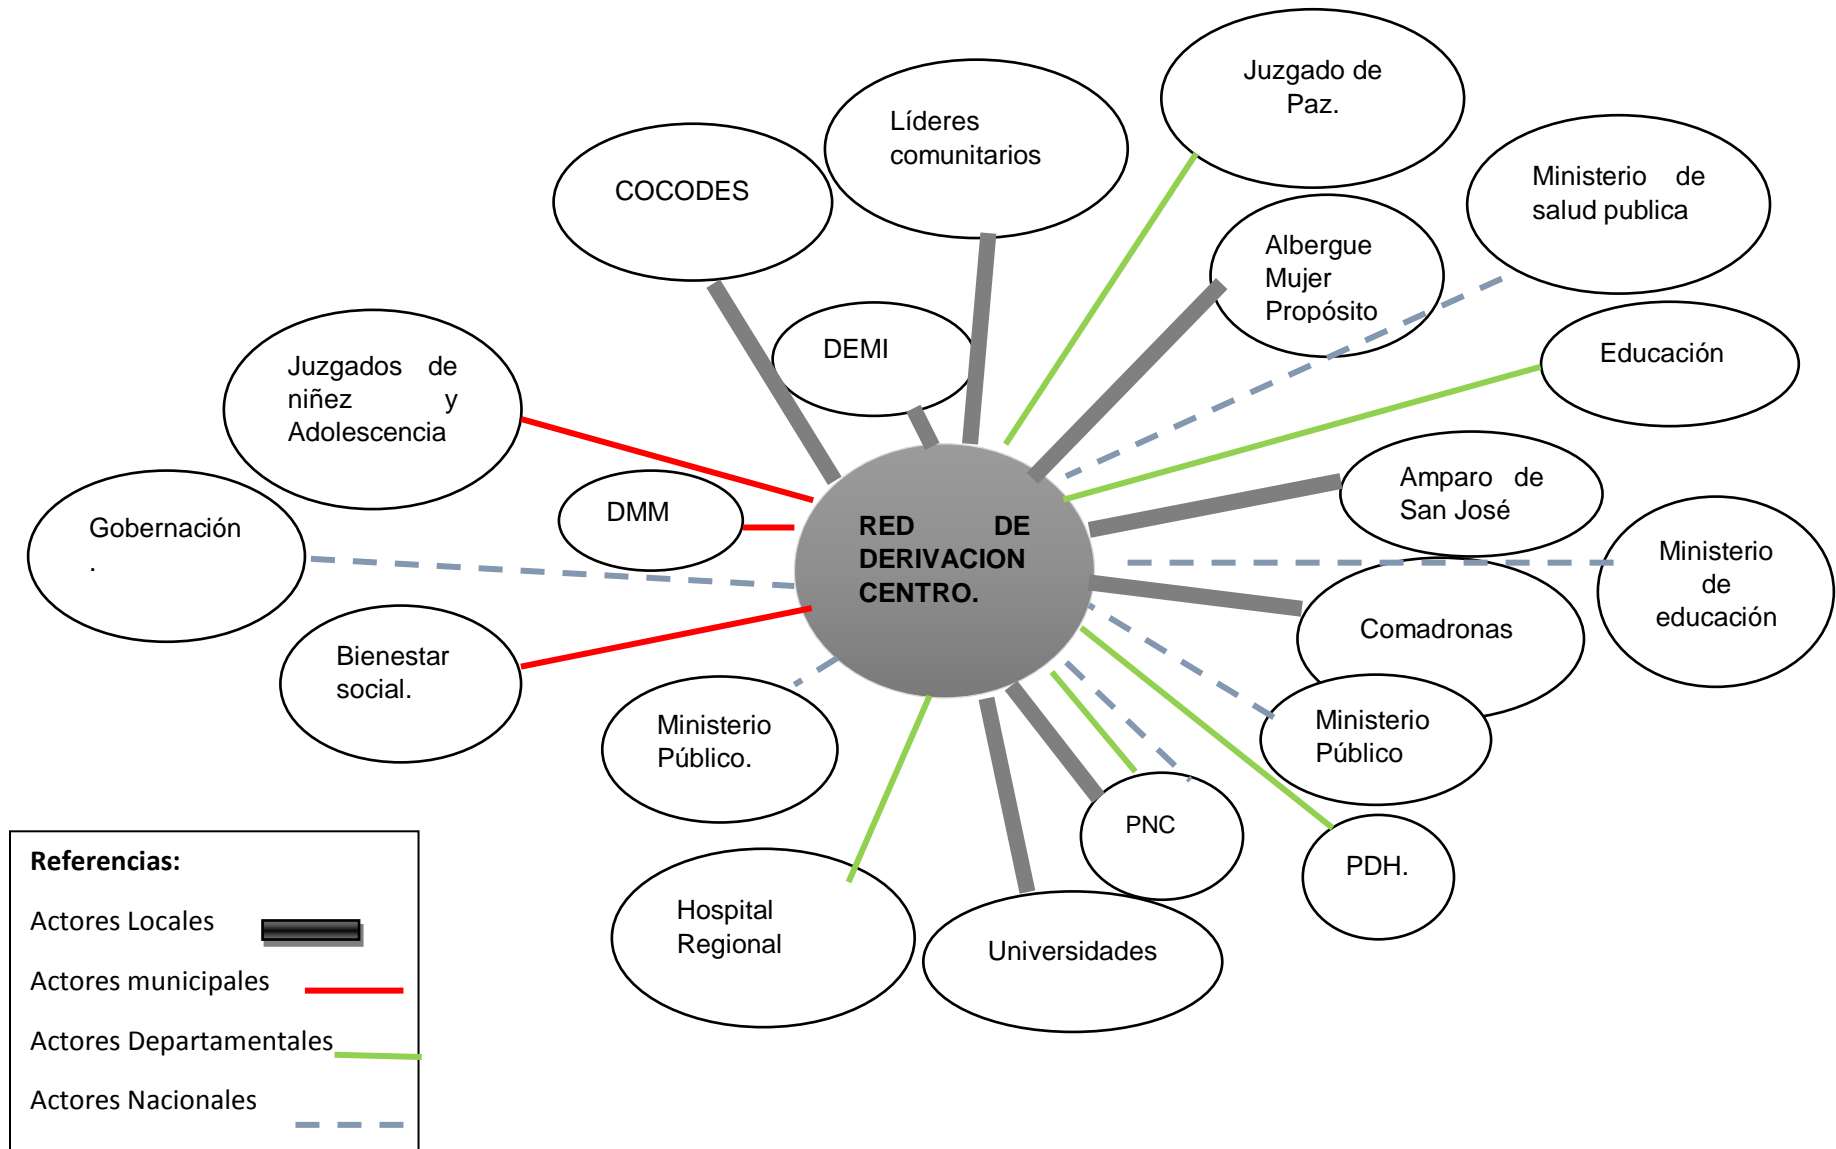 Juzgado de
Paz.
Líderes
comunitarios
COCODES
Ministerio de
salud publica
Albergue
Mujer
Propósito
DEMI
Educación
Juzgados de
niñez y
Adolescencia
Amparo de
San José
Gobernación
.
DMM
RED DE
DERIVACION
CENTRO.
Ministerio
de
educación
Comadronas
Bienestar
social.
Ministerio
Público.
Ministerio
Público
PNC
PDH.
Hospital
Regional
Universidades
Referencias:
Actores Locales
Actores municipales
Actores Departamentales
Actores Nacionales